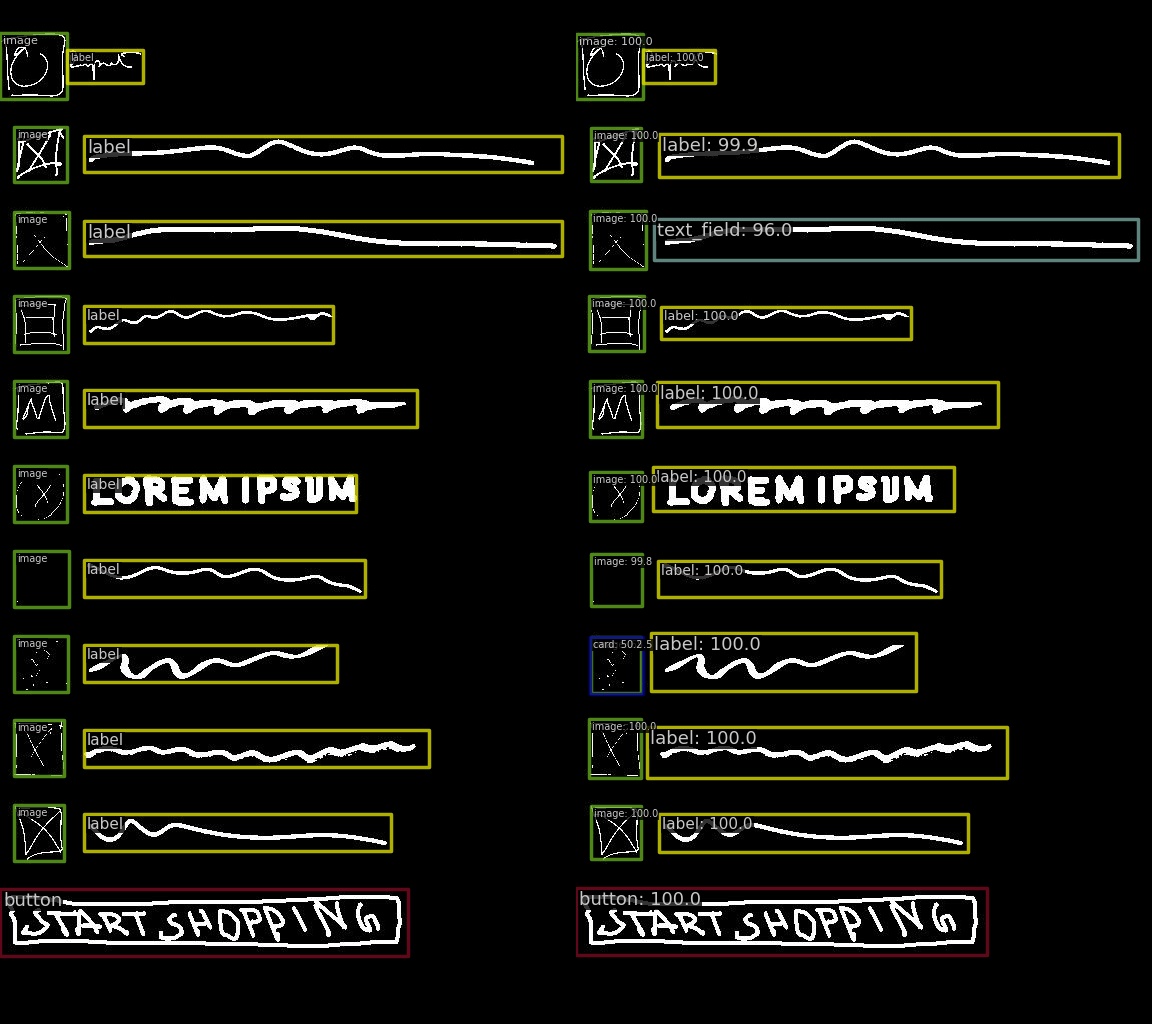 image label
image label
image label
image label
image label
image label LOREM IPSUM
image label
image label
image label
image label
button
START SHOPPING
image: 100.0 label: 100.0
image: 100.0 label: 99.9
image: 100.0 text_field: 96.0
image: 100.0 label: 100.0
image: 100.0 label: 100.0
image: 100.0 label: 100.0 LOREM IPSUM
image: 99.8 label: 100.0
label: 100.0
image: 100.0 label: 100.0
image: 100.0 label: 100.0
button: 100.0
START SHOPPING